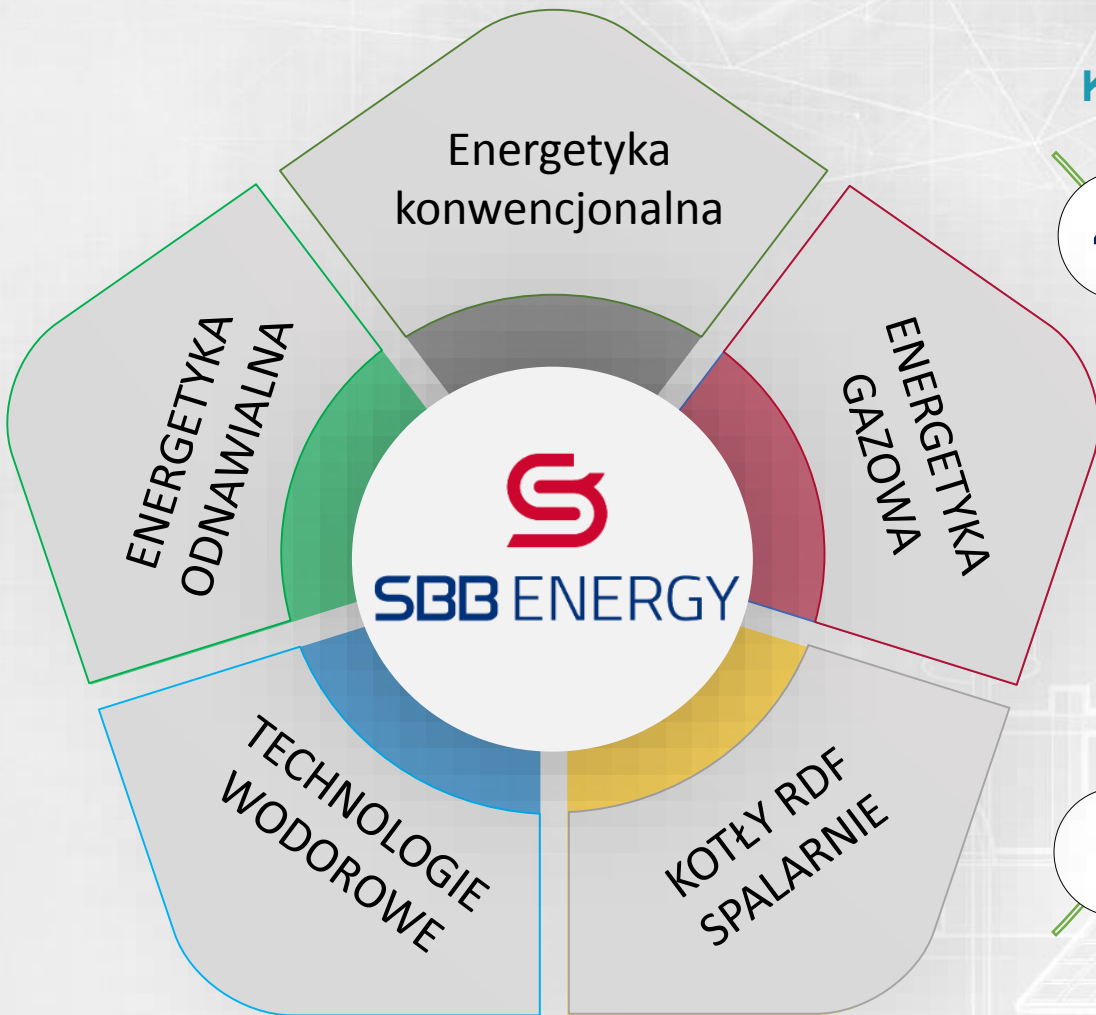 Energetyka
konwencjonalna
ENERGETYKA
ODNAWIALNA
ENERGETYKA
GAZOWA
SBB ENERGY
TECHNOLOGIE
WODOROWE
KOTŁY RDF
SPALARNIE